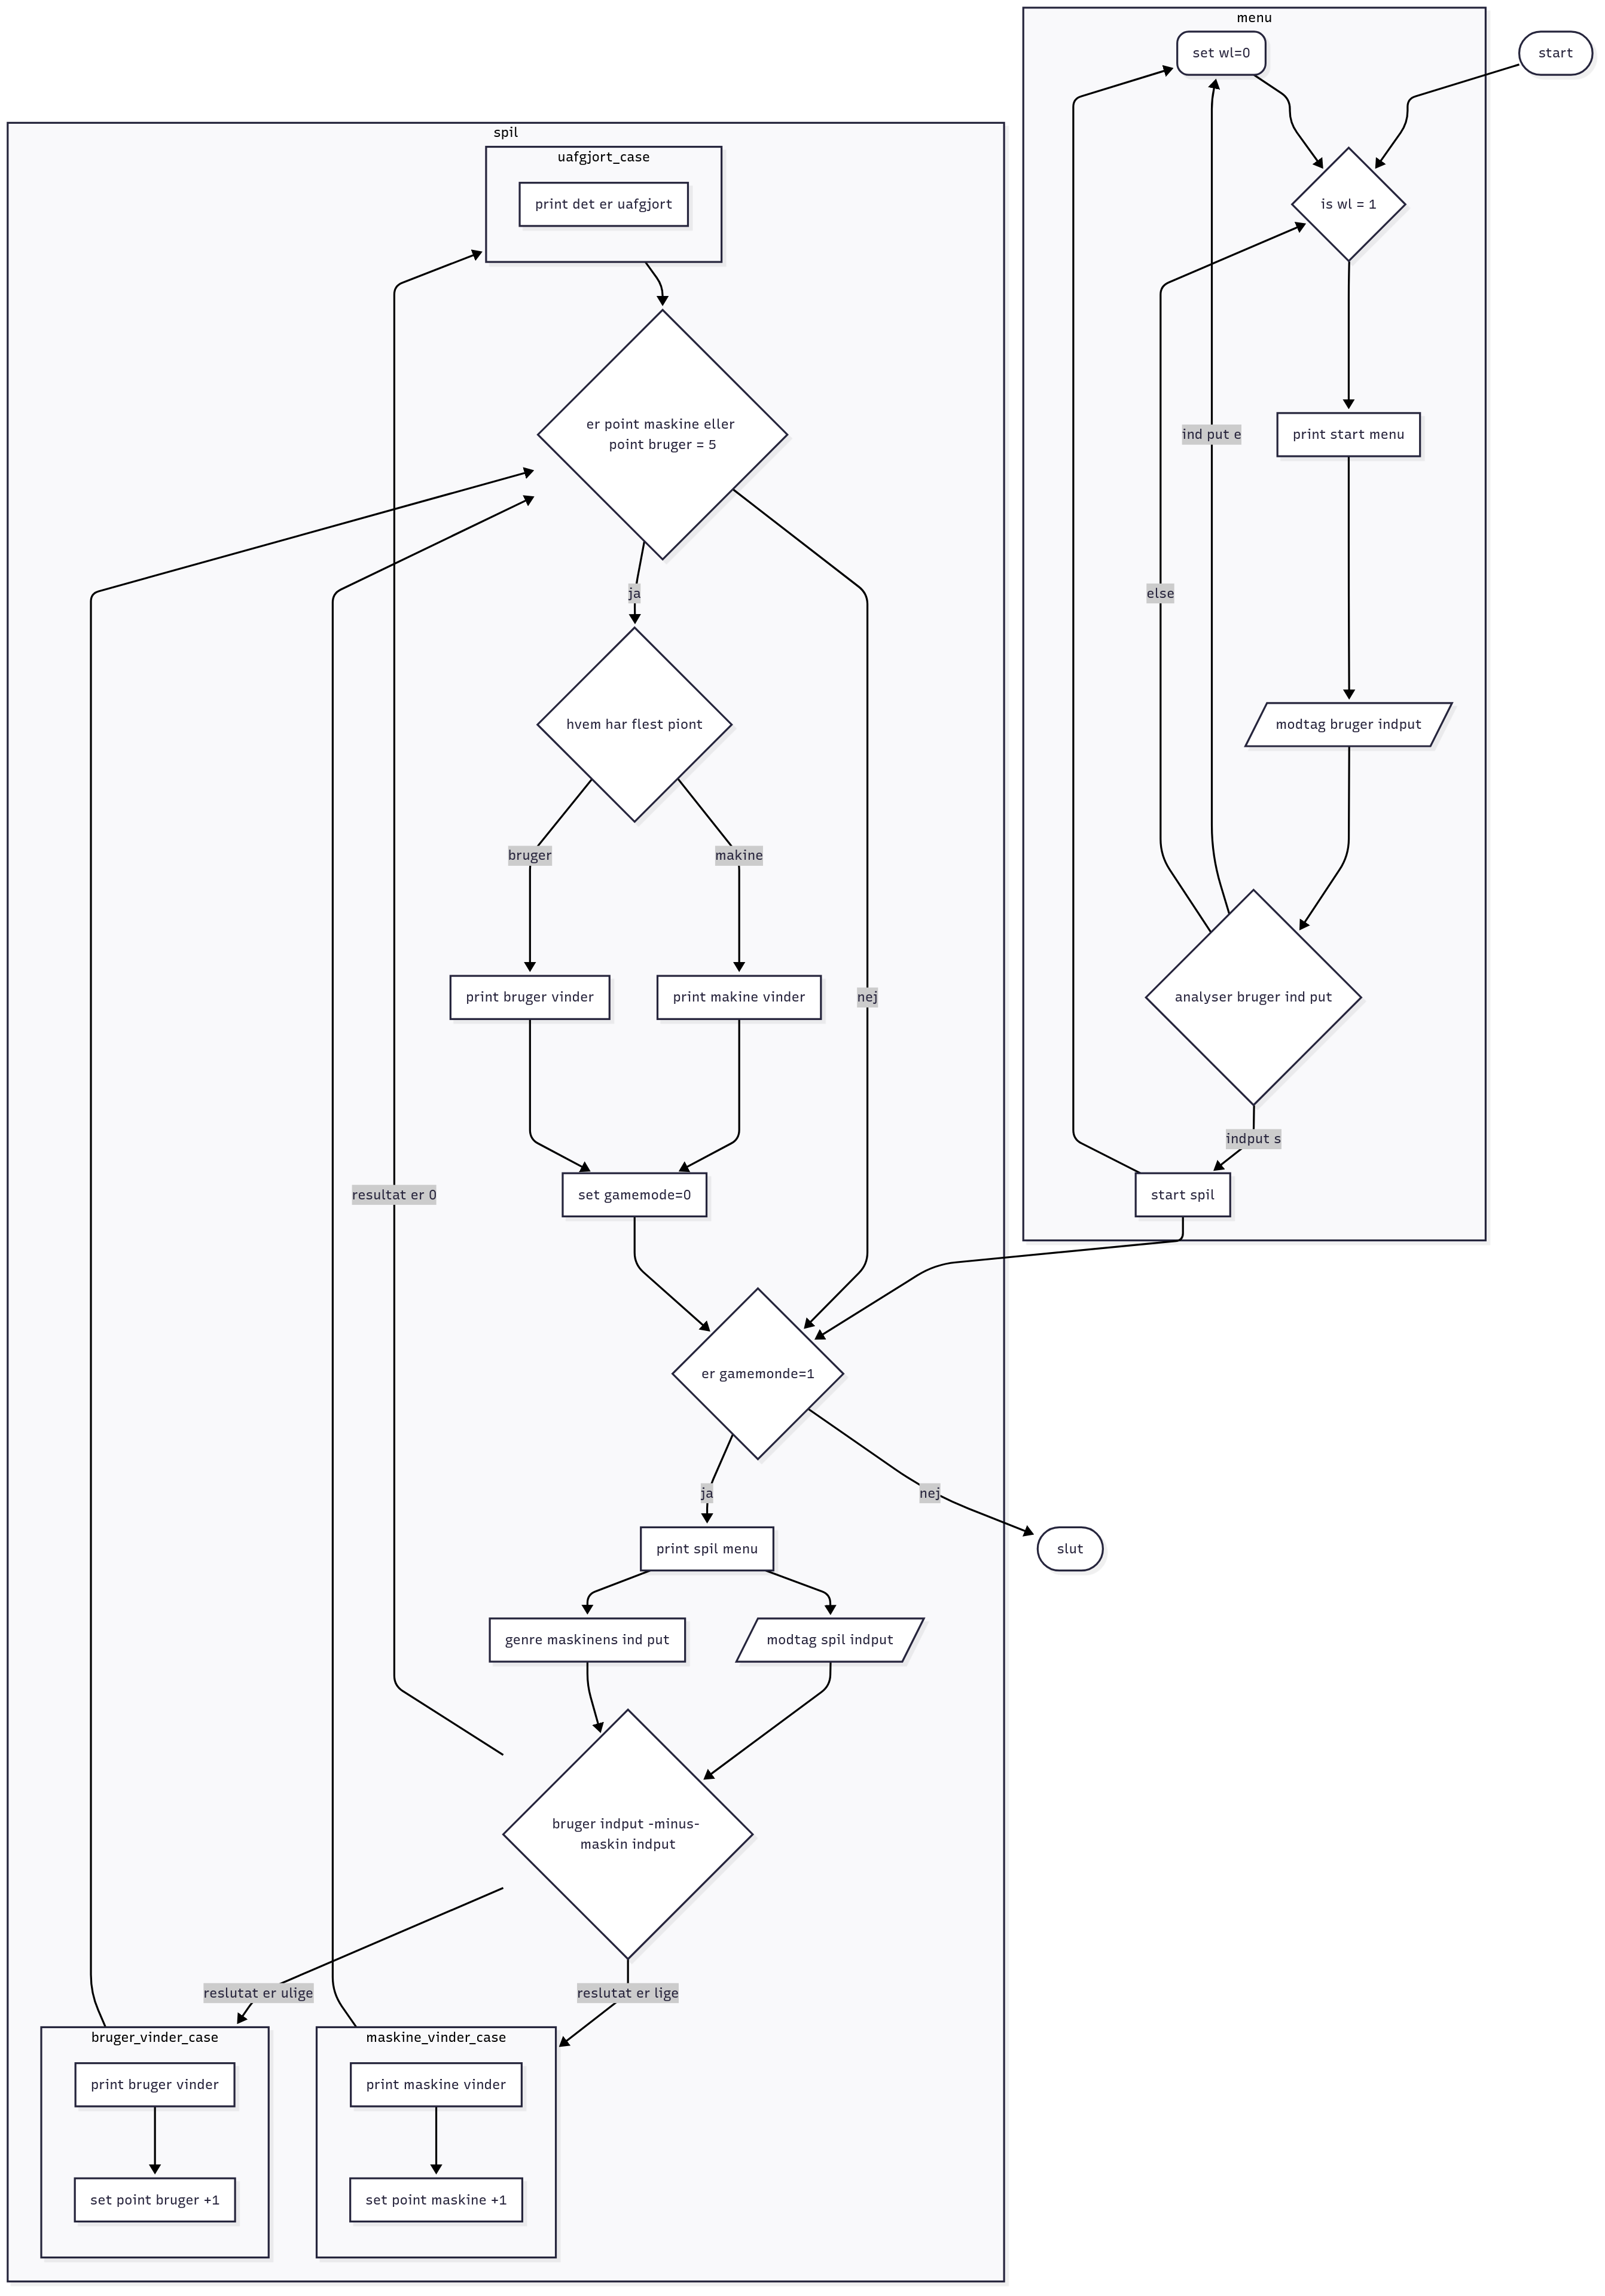 menu
set wl=0
start
is wl = 1
ind put e
print start menu
else
modtag bruger indput
analyser bruger ind put
indput s
start spil
spil
uafgjort_case
print det er uafgjort
er point maskine eller
point bruger = 5
ja
hvem har flest piont
bruger
makine
print bruger vinder
print makine vinder
nej
resultat er 0
set gamemode=0
er gamemonde=1
ja
nej
print spil menu
slut
genre maskinens ind put
modtag spil indput
bruger indput -minus-
maskin indput
reslutat er ulige
reslutat er lige
bruger_vinder_case
print bruger vinder
set point bruger +1
maskine_vinder_case
print maskine vinder
set point maskine +1